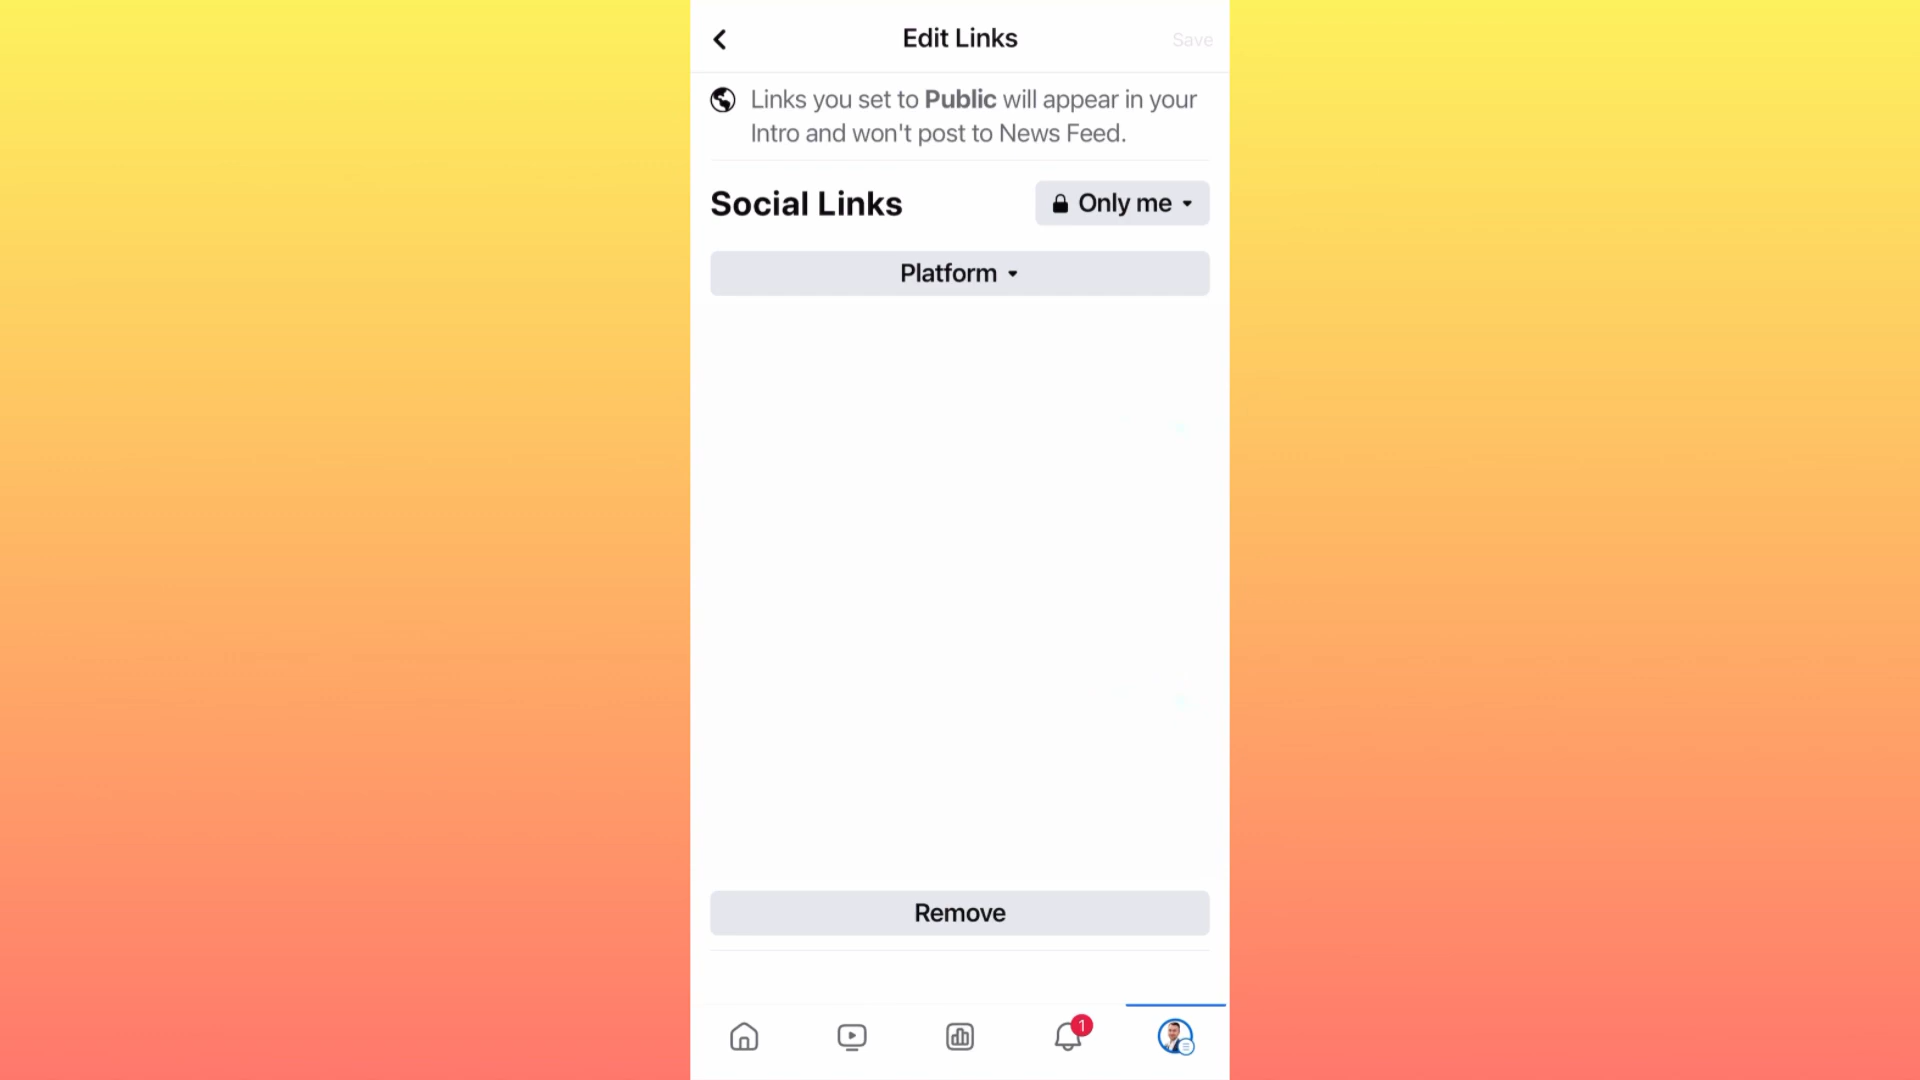 Edit Links
Save
Links you set to Public will appear in your
Intro and won't post to News Feed.
Social Links
Only me
Platform
Remove
1